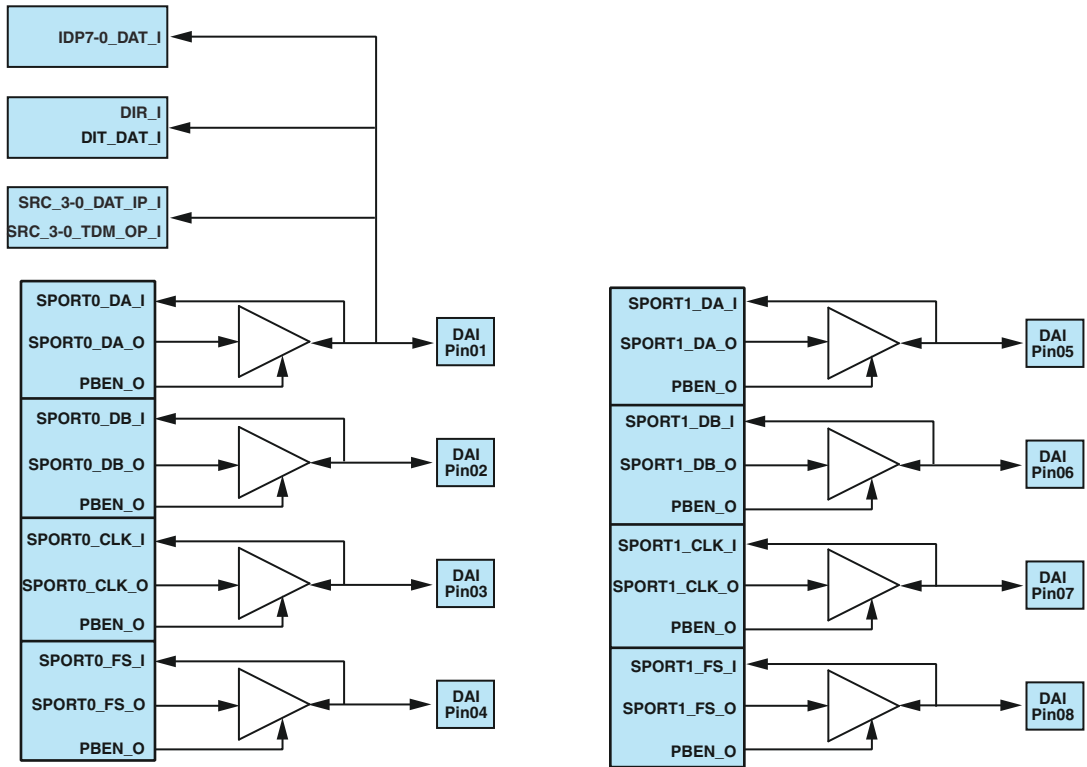 IDP7-0_DAT_I
DIR_I
DIT_DAT_I
SRC_3-0_DAT_IP_I
SRC_3-0_TDM_OP_I
SPORT0_DA_I
SPORT0_DA_O
PBEN_O
DAI
Pin01
SPORT0_DB_I
SPORT0_DB_O
PBEN_O
DAI
Pin02
SPORT0_CLK_I
SPORT0_CLK_O
PBEN_O
DAI
Pin03
SPORT0_FS_I
SPORT0_FS_O
PBEN_O
DAI
Pin04
SPORT1_DA_I
SPORT1_DA_O
PBEN_O
DAI
Pin05
SPORT1_DB_I
SPORT1_DB_O
PBEN_O
DAI
Pin06
SPORT1_CLK_I
SPORT1_CLK_O
PBEN_O
DAI
Pin07
SPORT1_FS_I
SPORT1_FS_O
PBEN_O
DAI
Pin08